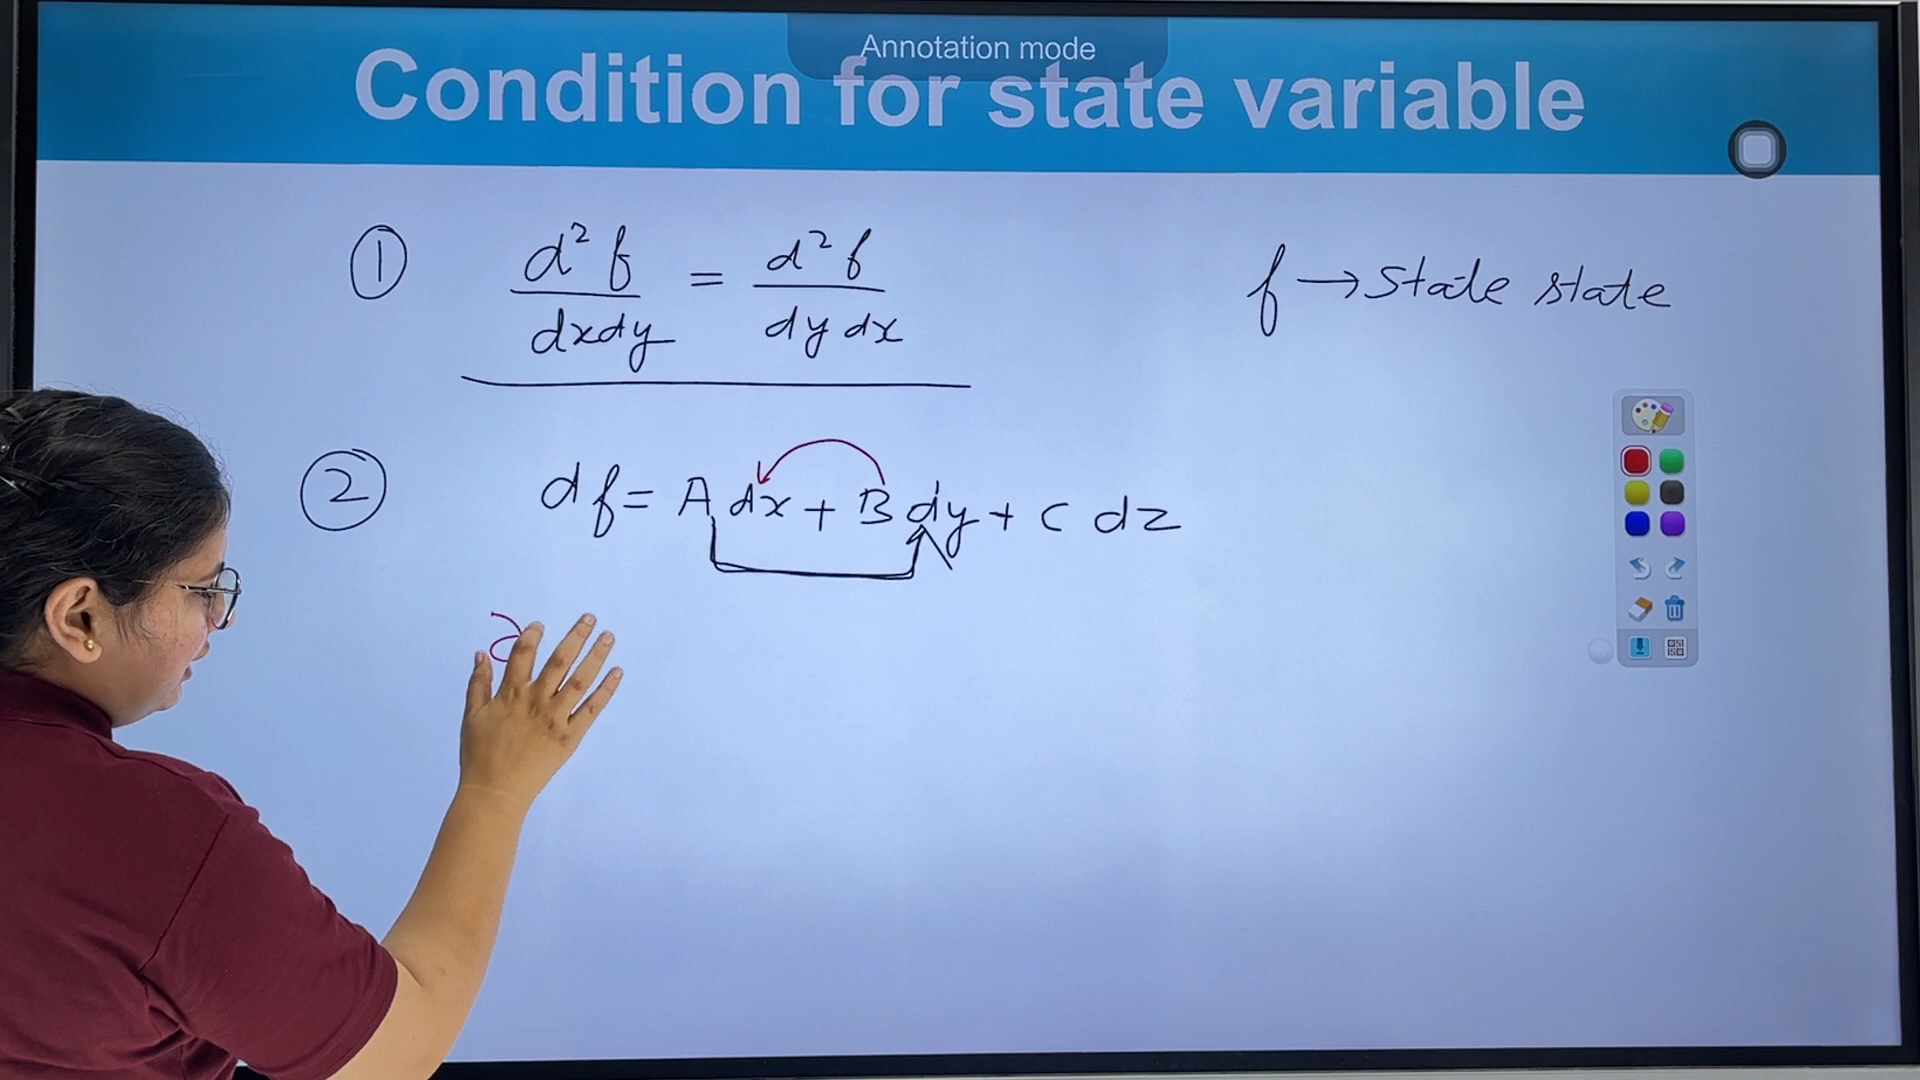 Annotation mode
Condition for state variable
① d²f/dxdy = d²f/dydx
f → State state
② df = A dx + B dy + C dz
∂